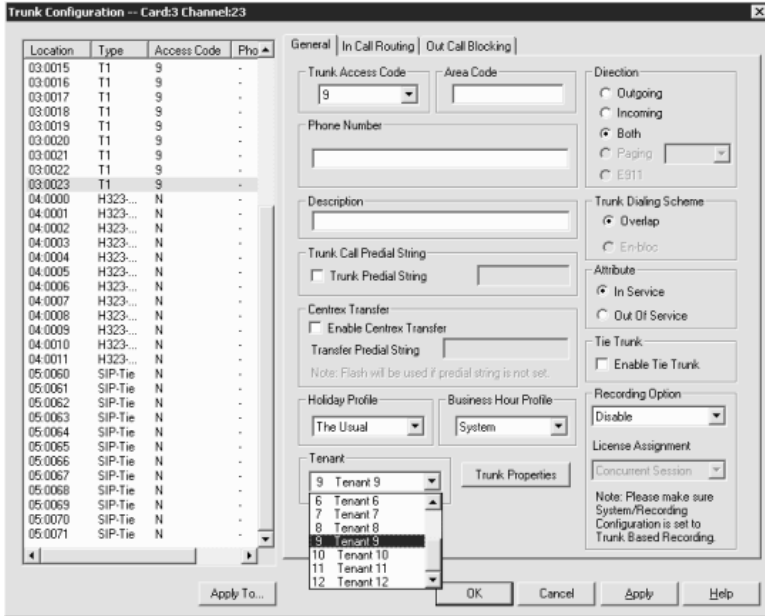 Trunk Configuration -- Card:3 Channel:23
Location Type Access Code Pho
03:0015 T1 9 -
03:0016 T1 9 -
03:0017 T1 9 -
03:0018 T1 9 -
03:0019 T1 9 -
03:0020 T1 9 -
03:0021 T1 9 -
03:0022 T1 9 -
03:0023 T1 9 -
04:0000 H323-... N -
04:0001 H323-... N -
04:0002 H323-... N -
04:0003 H323-... N -
04:0004 H323-... N -
04:0005 H323-... N -
04:0006 H323-... N -
04:0007 H323-... N -
04:0008 H323-... N -
04:0009 H323-... N -
04:0010 H323-... N -
04:0011 H323-... N -
05:0060 SIP-Tie N -
05:0061 SIP-Tie N -
05:0062 SIP-Tie N -
05:0063 SIP-Tie N -
05:0064 SIP-Tie N -
05:0065 SIP-Tie N -
05:0066 SIP-Tie N -
05:0067 SIP-Tie N -
05:0068 SIP-Tie N -
05:0069 SIP-Tie N -
05:0070 SIP-Tie N -
05:0071 SIP-Tie N -
Apply To...
General In Call Routing Out Call Blocking
Trunk Access Code
9
Area Code
Phone Number
Description
Trunk Call Predial String
Trunk Predial String
Centrex Transfer
Enable Centrex Transfer
Transfer Predial String
Note: Flash will be used if predial string is not set.
Holiday Profile
The Usual
Business Hour Profile
System
Tenant
9 Tenant 9
6 Tenant 6
7 Tenant 7
8 Tenant 8
9 Tenant 9
10 Tenant 10
11 Tenant 11
12 Tenant 12
Trunk Properties
Direction
Outgoing
Incoming
Both
Paging
E911
Trunk Dialing Scheme
Overlap
En-bloc
Attribute
In Service
Out Of Service
Tie Trunk
Enable Tie Trunk
Recording Option
Disable
License Assignment
Concurrent Session
Note: Please make sure
System/Recording
Configuration is set to
Trunk Based Recording.
OK Cancel Apply Help